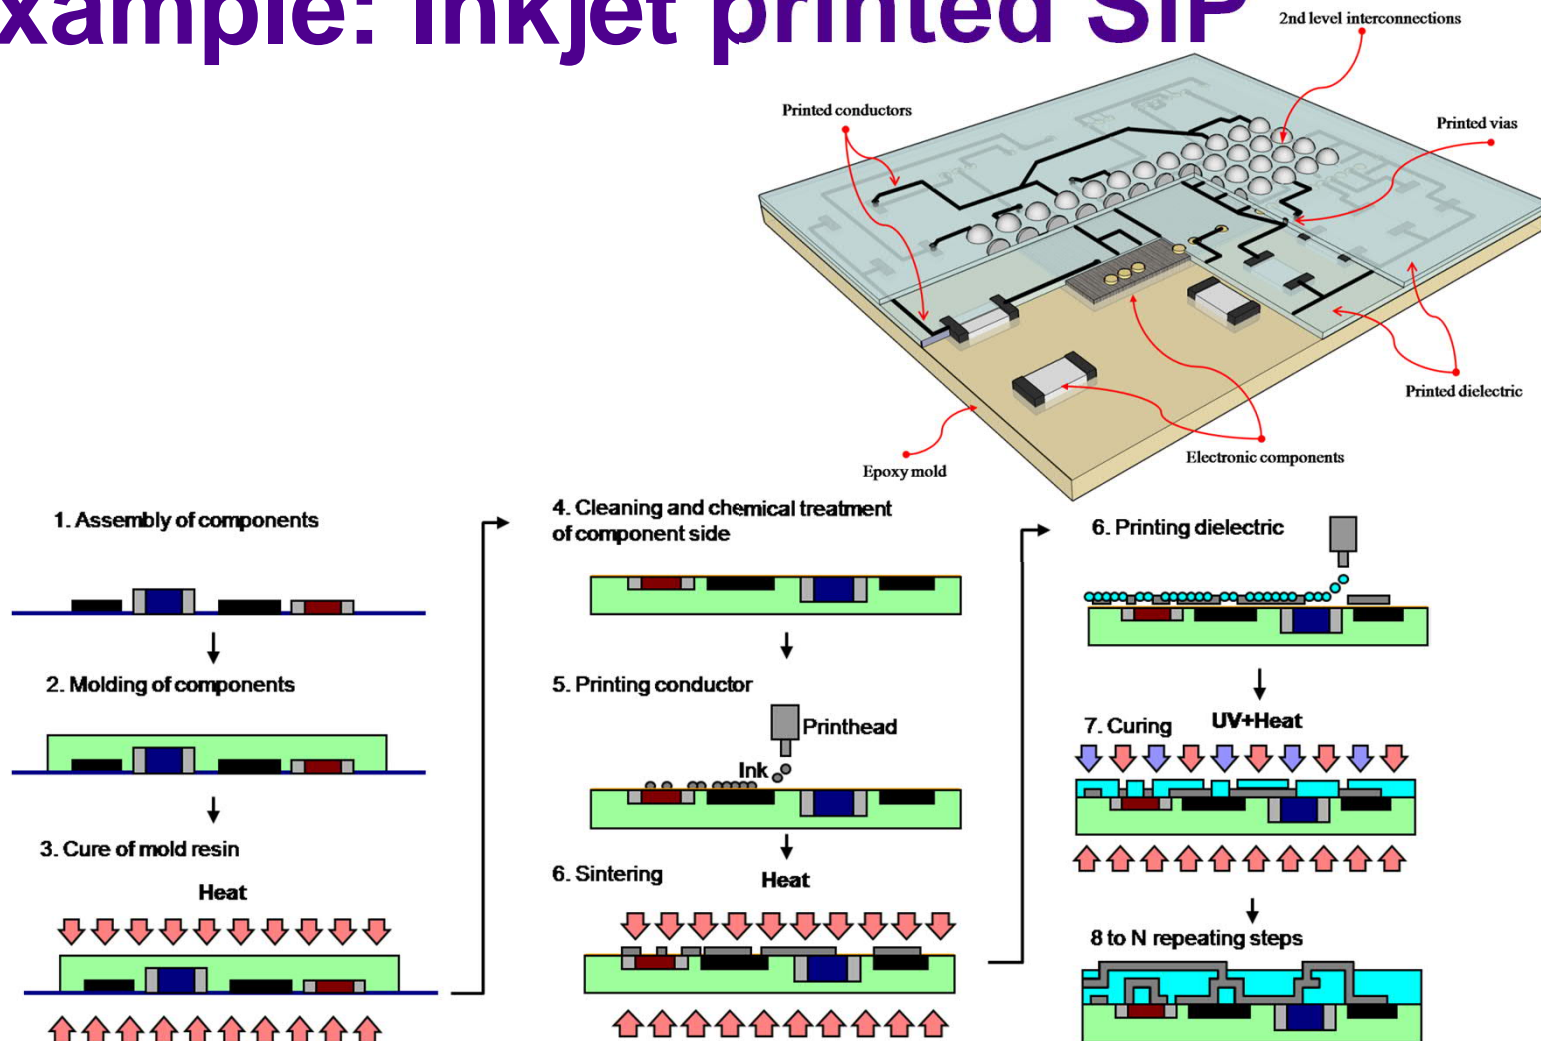 xample: Inkjet printed SiP
2nd level interconnections
Printed conductors
Printed vias
Printed dielectric
Electronic components
Epoxy mold
1. Assembly of components
2. Molding of components
3. Cure of mold resin
Heat
4. Cleaning and chemical treatment
of component side
5. Printing conductor
Printhead
Ink
6. Sintering
Heat
6. Printing dielectric
7. Curing
UV+Heat
8 to N repeating steps